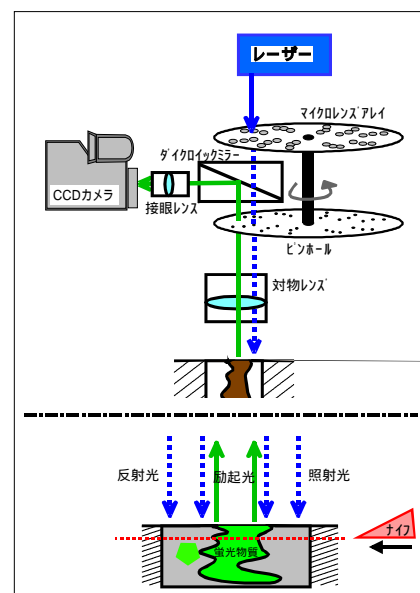 レーザー
マイクロレンズアレイ
ダイクロイックミラー
CCDカメラ
接眼レンズ
ピンホール
対物レンズ
反射光
励起光
照射光
ナイフ
蛍光物質